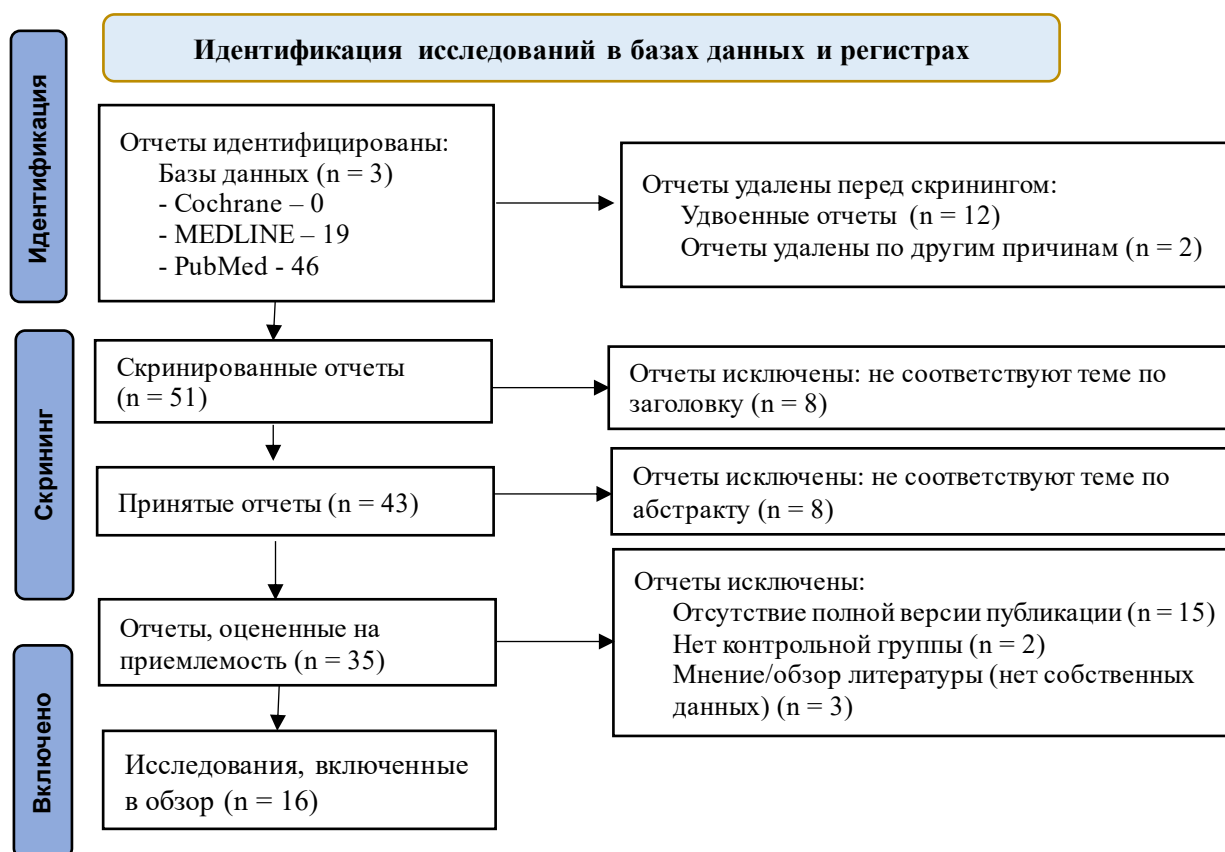 Идентификация исследований в базах данных и регистрах
Идентификация
Отчеты идентифицированы:
Базы данных (n = 3)
- Cochrane – 0
- MEDLINE – 19
- PubMed - 46
Отчеты удалены перед скринингом:
Удвоенные отчеты (n = 12)
Отчеты удалены по другим причинам (n = 2)
Скрининг
Скринированные отчеты
(n = 51)
Отчеты исключены: не соответствуют теме по
заголовку (n = 8)
Принятые отчеты (n = 43)
Отчеты исключены: не соответствуют теме по
абстракту (n = 8)
Отчеты, оцененные на
приемлемость (n = 35)
Отчеты исключены:
Отсутствие полной версии публикации (n = 15)
Нет контрольной группы (n = 2)
Мнение/обзор литературы (нет собственных
данных) (n = 3)
Включено
Исследования, включенные
в обзор (n = 16)